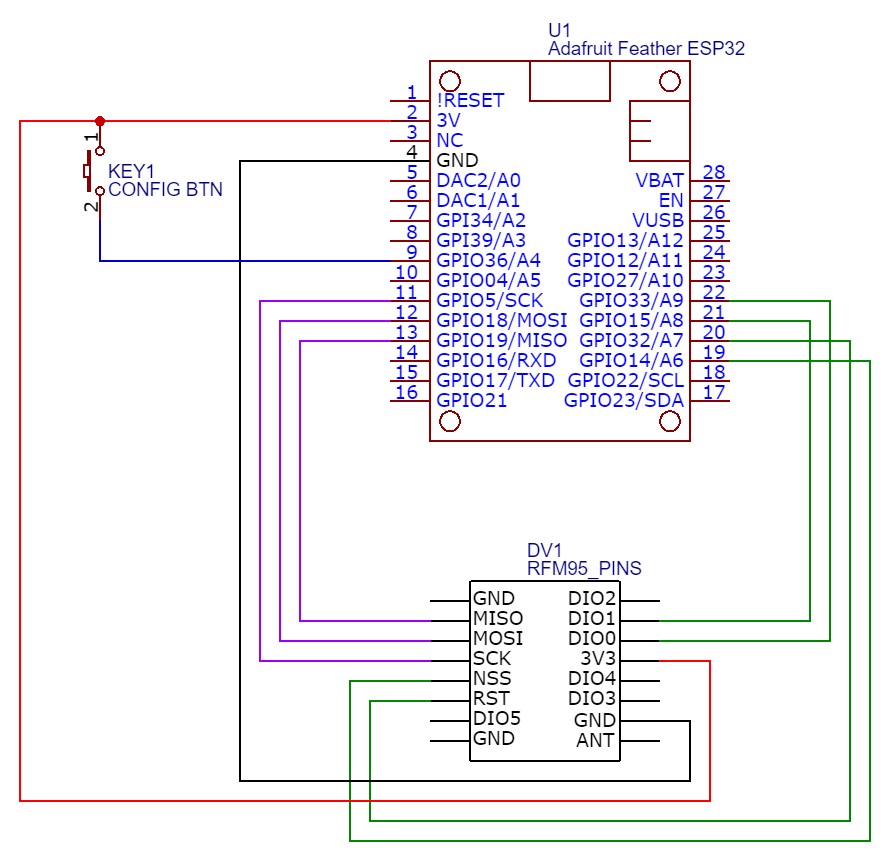 U1
Adafruit Feather ESP32
1
!RESET
2
3V
3
NC
4
GND
5
DAC2/A0
6
DAC1/A1
7
GPI34/A2
8
GPI39/A3
9
GPIO36/A4
10
GPIO04/A5
11
GPIO5/SCK
12
GPIO18/MOSI
13
GPIO19/MISO
14
GPIO16/RXD
15
GPIO17/TXD
16
GPIO21
VBAT
28
EN
27
VUSB
26
GPIO13/A12
25
GPIO12/A11
24
GPIO27/A10
23
GPIO33/A9
22
GPIO15/A8
21
GPIO32/A7
20
GPIO14/A6
19
GPIO22/SCL
18
GPIO23/SDA
17
1
KEY1
CONFIG BTN
2
DV1
RFM95_PINS
GND
MISO
MOSI
SCK
NSS
RST
DIO5
GND
DIO2
DIO1
DIO0
3V3
DIO4
DIO3
GND
ANT